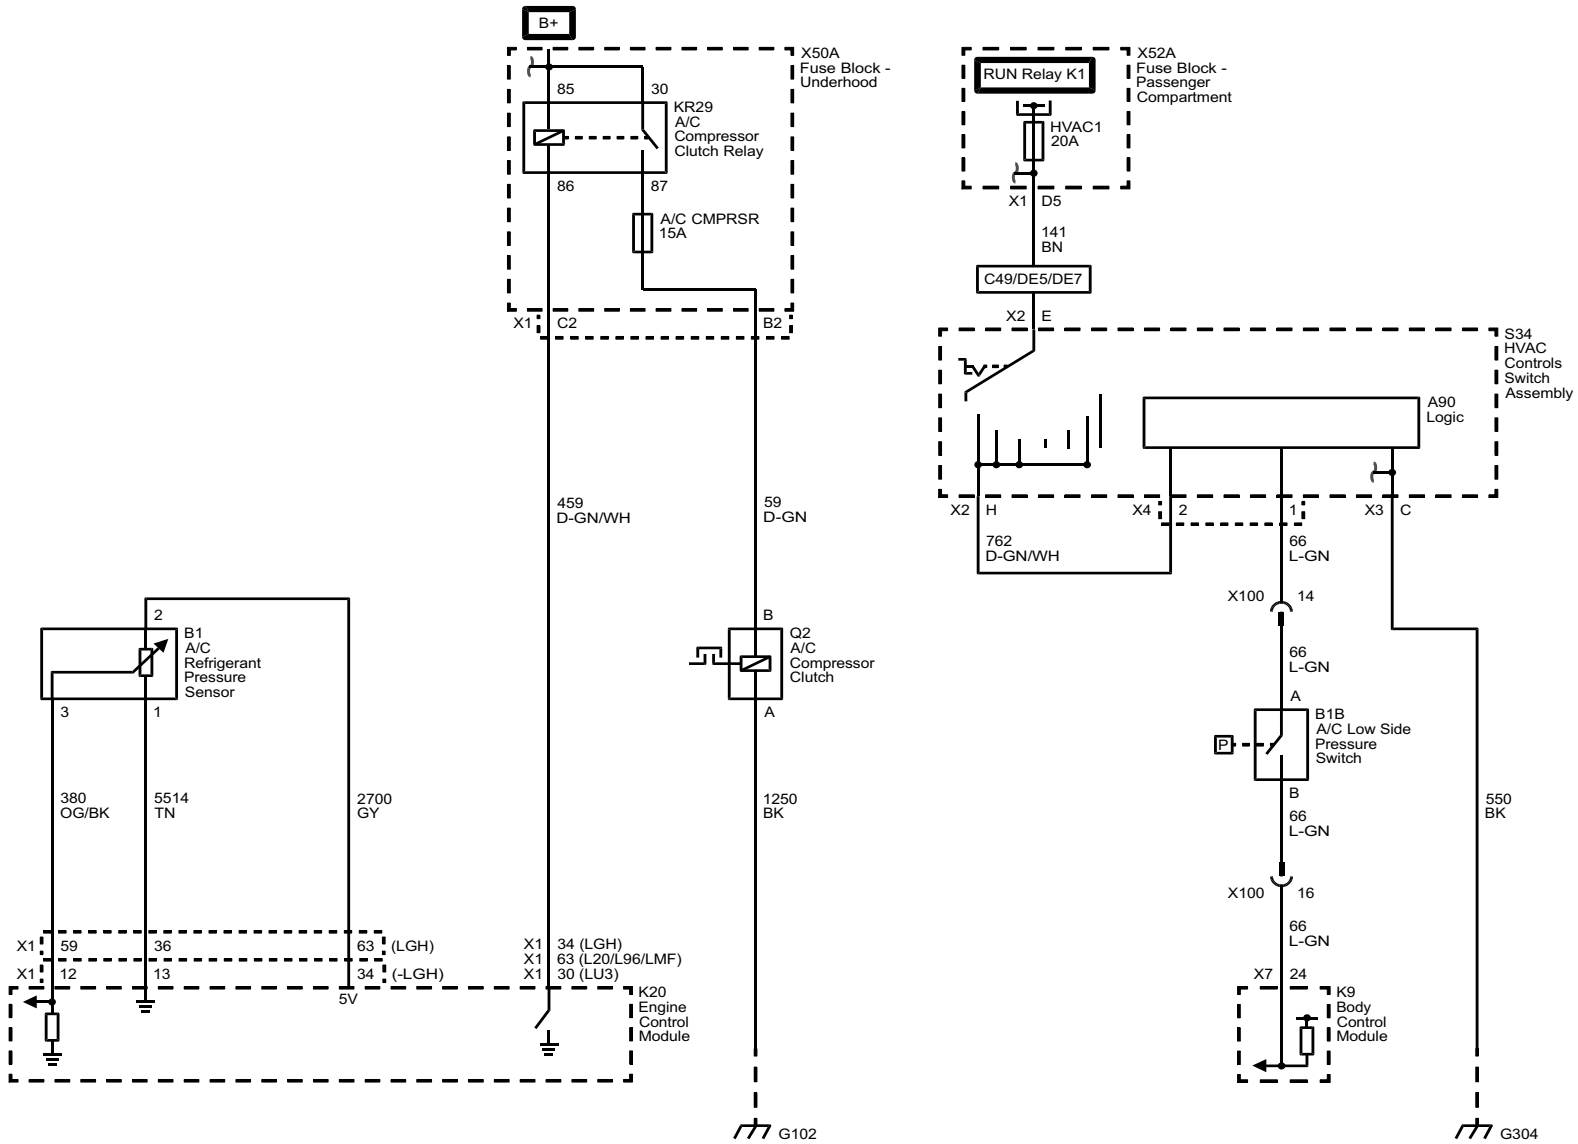 B+
X50A
Fuse Block -
Underhood
85
30
KR29
A/C
Compressor
Clutch Relay
86
87
A/C CMPRSR
15A
X1
C2
B2
X52A
Fuse Block -
Passenger
Compartment
RUN Relay K1
HVAC1
20A
X1
D5
141
BN
C49/DE5/DE7
X2
E
S34
HVAC
Controls
Switch
Assembly
A90
Logic
X2
H
X4
2
1
X3
C
459
D-GN/WH
59
D-GN
762
D-GN/WH
66
L-GN
X100
14
2
B1
A/C
Refrigerant
Pressure
Sensor
3
1
B
Q2
A/C
Compressor
Clutch
A
66
L-GN
A
B1B
A/C Low Side
Pressure
Switch
P
B
380
OG/BK
5514
TN
2700
GY
1250
BK
66
L-GN
550
BK
X100
16
66
L-GN
X1
59
36
63
(LGH)
X1
12
13
34
(-LGH)
5V
X1
34 (LGH)
X1
63 (L20/L96/LMF)
X1
30 (LU3)
K20
Engine
Control
Module
X7
24
K9
Body
Control
Module
G102
G304